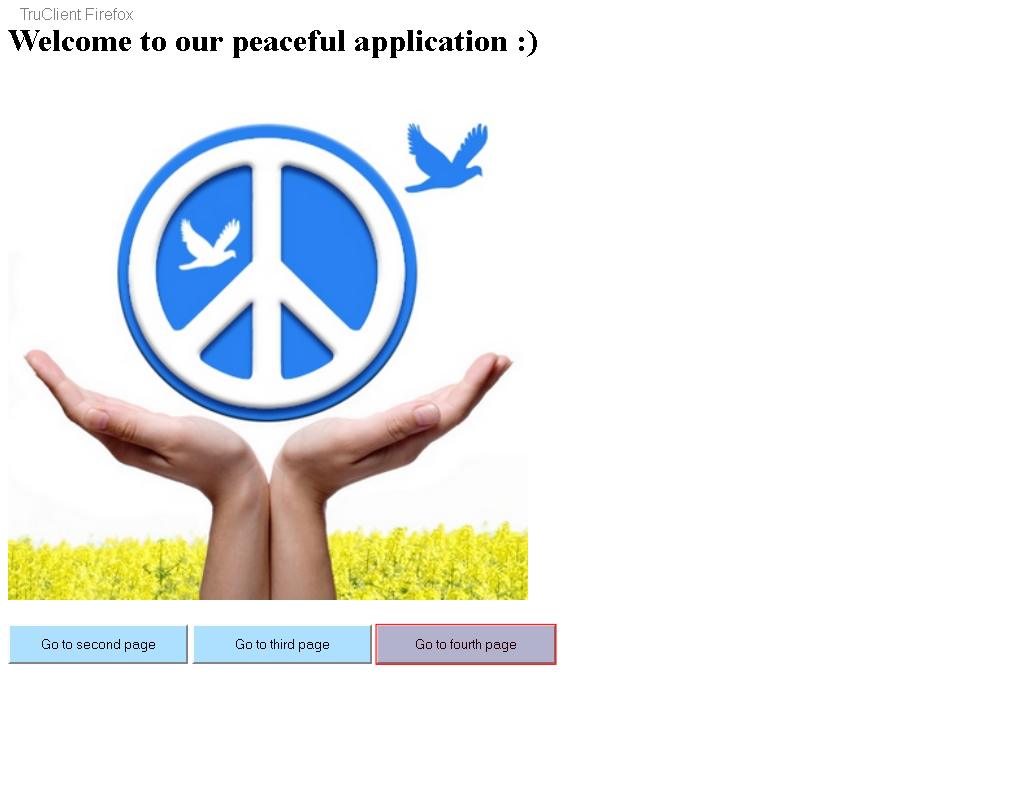 TruClient Firefox
Welcome to our peaceful application :)
Go to second page
Go to third page
Go to fourth page